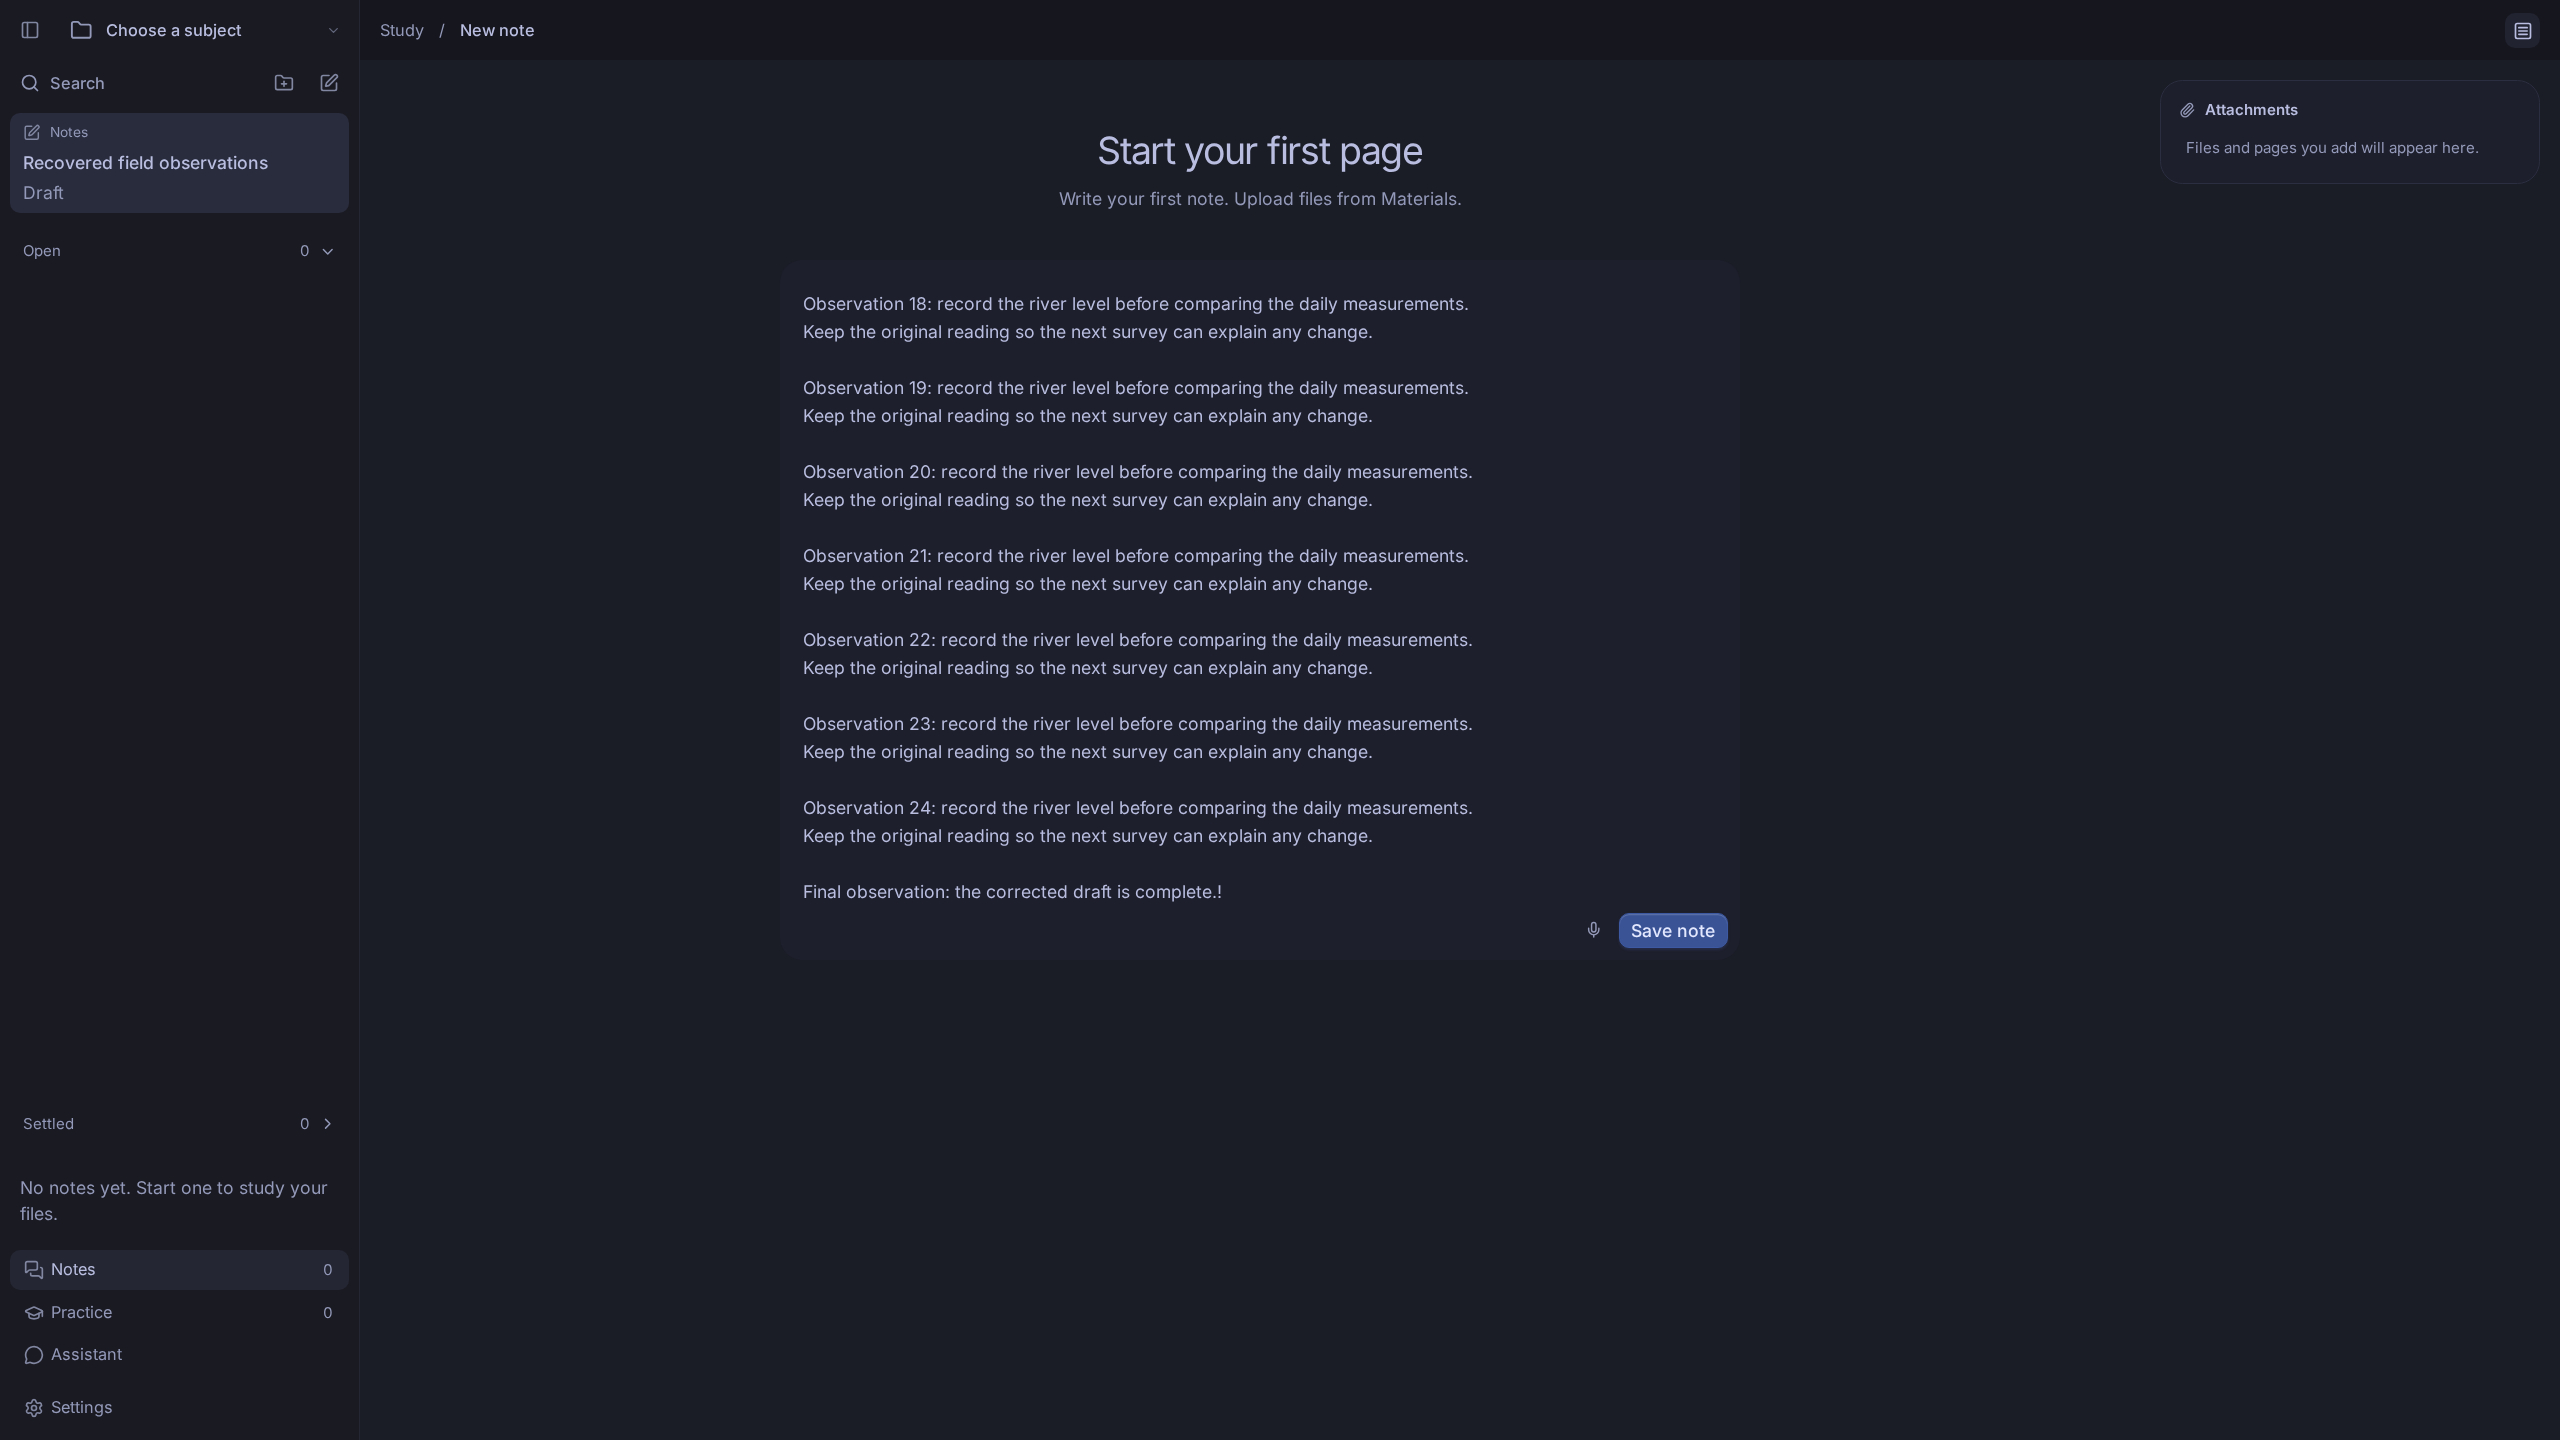 Choose a subject
Search
Notes
Recovered field observations
Draft
Open 0
Settled 0
No notes yet. Start one to study your
files.
Notes 0
Practice 0
Assistant
Settings
Study / New note
Start your first page
Write your first note. Upload files from Materials.
Observation 18: record the river level before comparing the daily measurements.
Keep the original reading so the next survey can explain any change.
Observation 19: record the river level before comparing the daily measurements.
Keep the original reading so the next survey can explain any change.
Observation 20: record the river level before comparing the daily measurements.
Keep the original reading so the next survey can explain any change.
Observation 21: record the river level before comparing the daily measurements.
Keep the original reading so the next survey can explain any change.
Observation 22: record the river level before comparing the daily measurements.
Keep the original reading so the next survey can explain any change.
Observation 23: record the river level before comparing the daily measurements.
Keep the original reading so the next survey can explain any change.
Observation 24: record the river level before comparing the daily measurements.
Keep the original reading so the next survey can explain any change.
Final observation: the corrected draft is complete.!
Save note
Attachments
Files and pages you add will appear here.